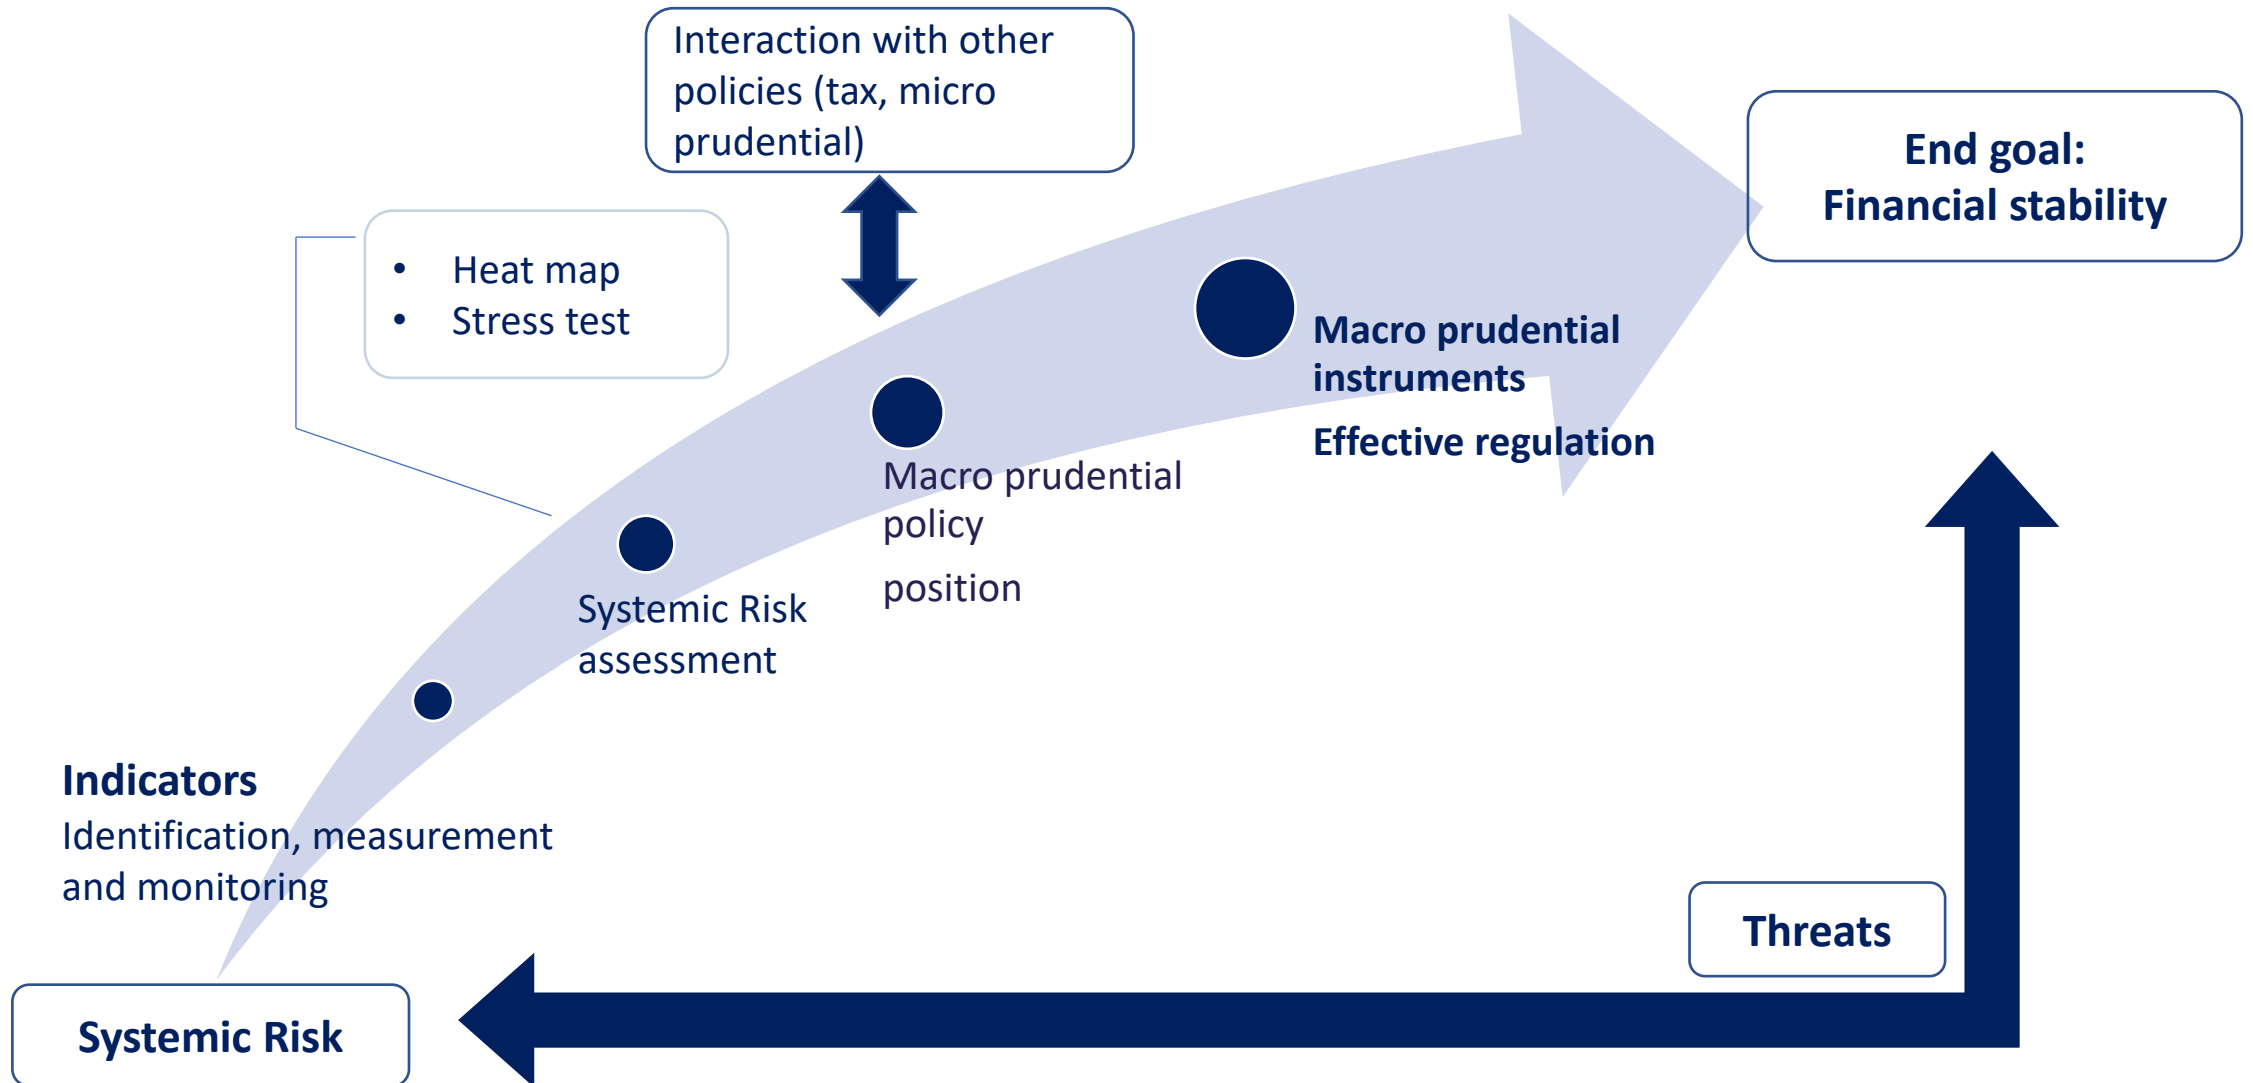 Interaction with other
policies (tax, micro
prudential)
End goal:
Financial stability
• Heat map
• Stress test
Macro prudential
instruments
Effective regulation
Macro prudential
policy
position
Systemic Risk
assessment
Indicators
Identification, measurement
and monitoring
Threats
Systemic Risk